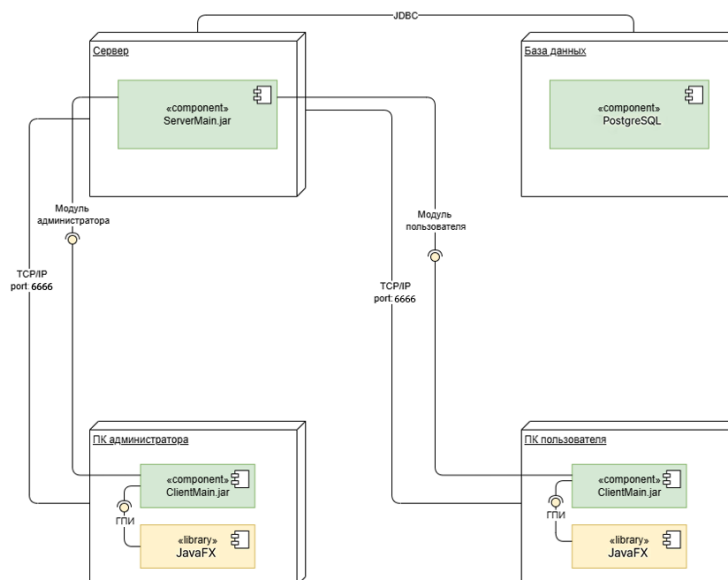 JDBC
Сервер
База данных
«component»
ServerMain.jar
«component»
PostgreSQL
Модуль
администратора
Модуль
пользователя
TCP/IP
port: 6666
TCP/IP
port: 6666
ПК администратора
ПК пользователя
«component»
ClientMain.jar
ГПИ
«library»
JavaFX
«component»
ClientMain.jar
ГПИ
«library»
JavaFX